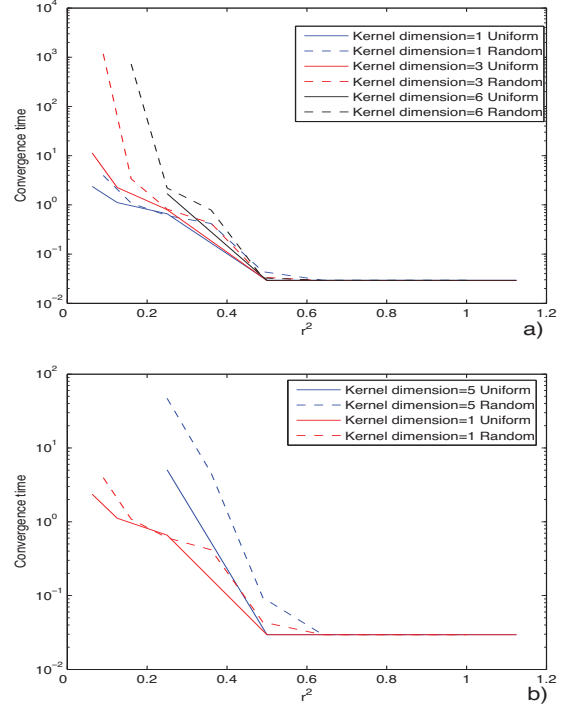 10^4
10^3
10^2
10^1
10^0
10^-1
10^-2
Convergence time
Kernel dimension=1 Uniform
Kernel dimension=1 Random
Kernel dimension=3 Uniform
Kernel dimension=3 Random
Kernel dimension=6 Uniform
Kernel dimension=6 Random
0 0.2 0.4 0.6 0.8 1 1.2
r^2
a)
10^2
10^1
10^0
10^-1
10^-2
Convergence time
Kernel dimension=5 Uniform
Kernel dimension=5 Random
Kernel dimension=1 Uniform
Kernel dimension=1 Random
0 0.2 0.4 0.6 0.8 1 1.2
r^2
b)